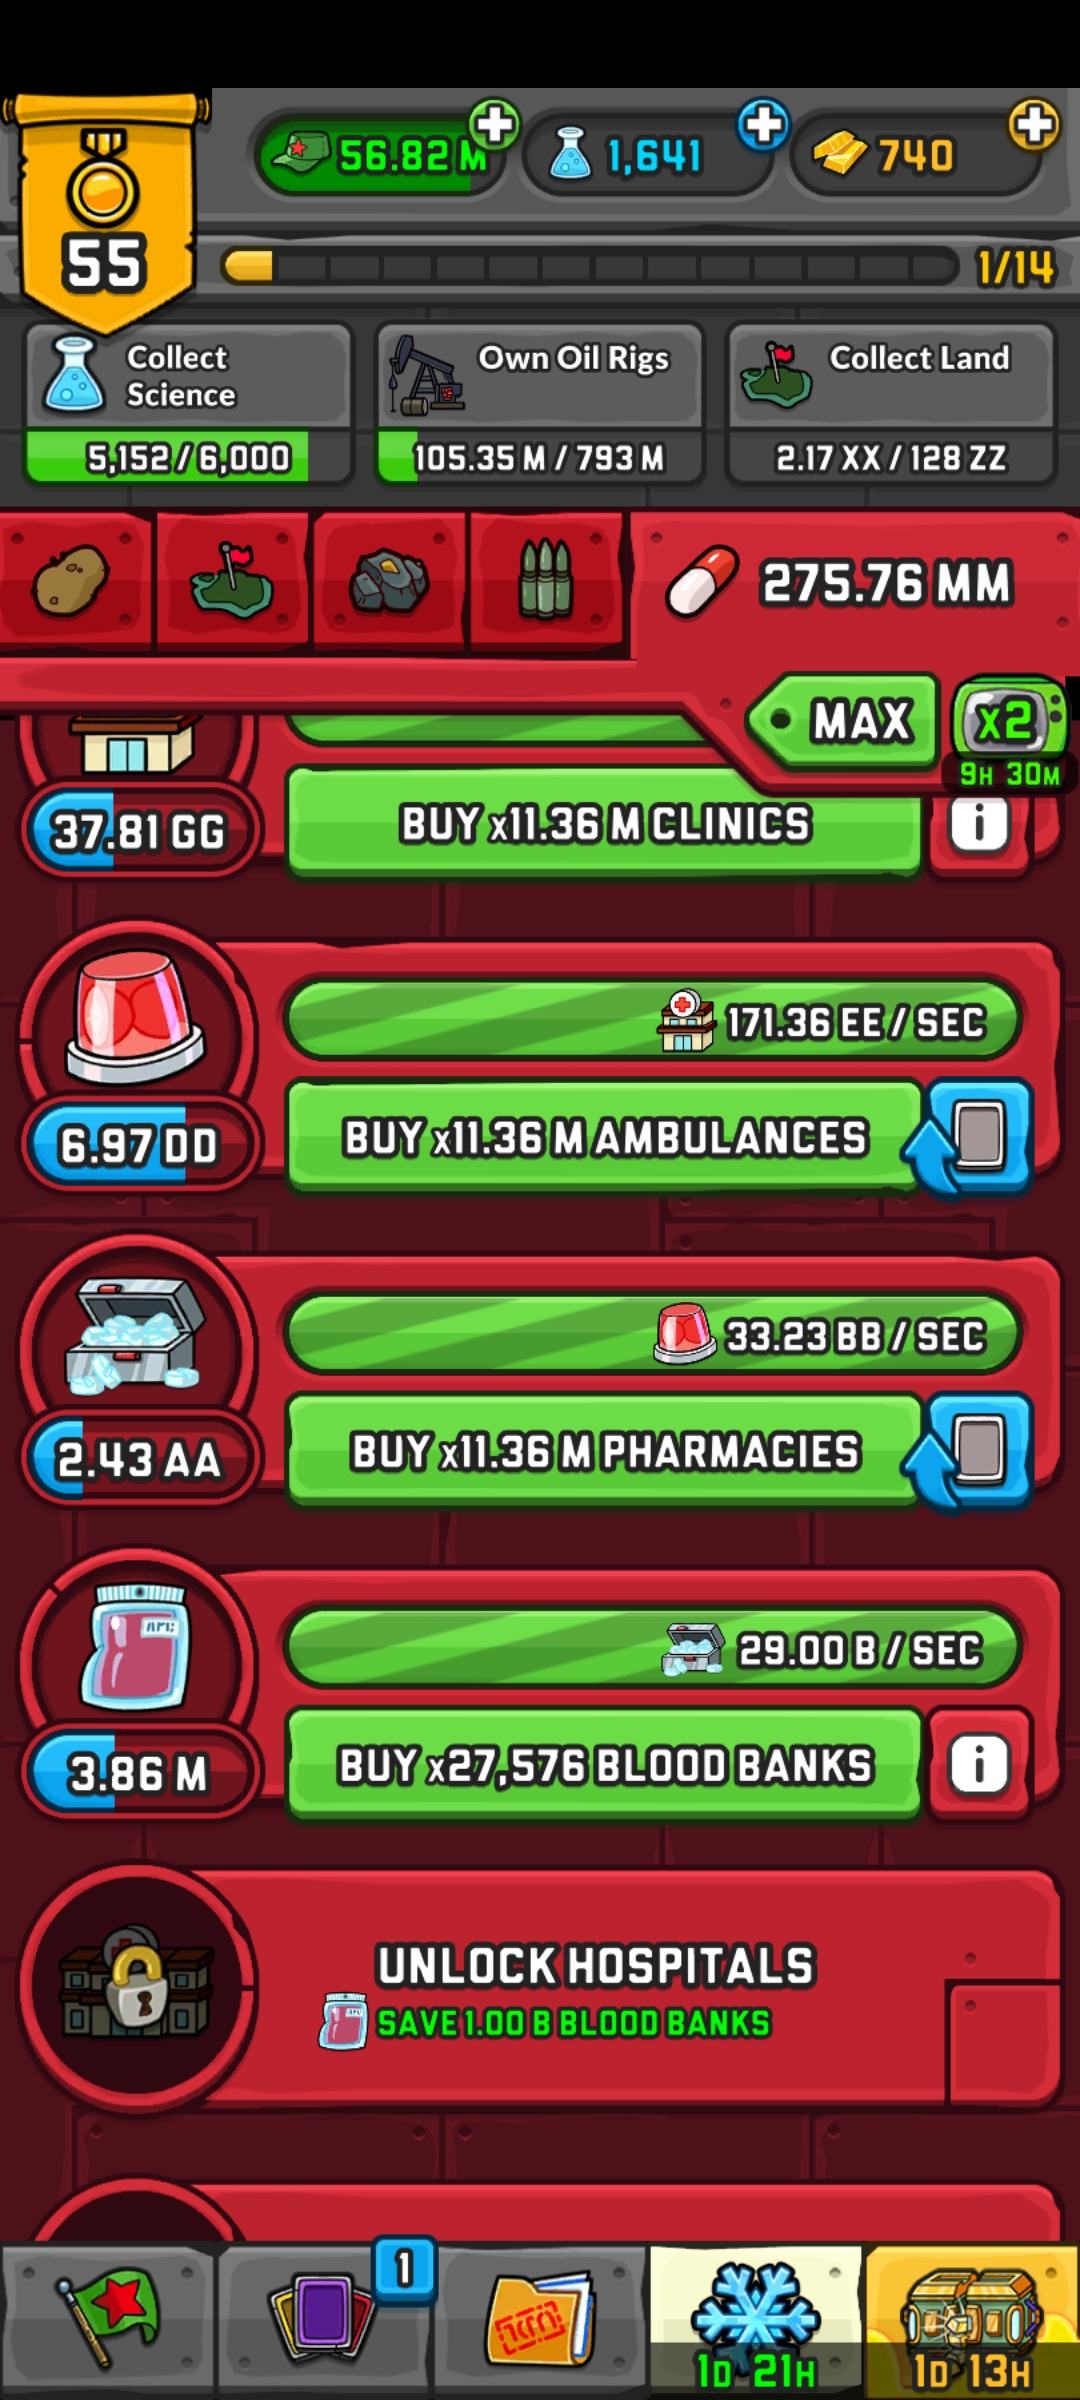 56.82 M
1,641
740
55
1/14
Collect
Science
5,152 / 6,000
Own Oil Rigs
105.35 M / 793 M
Collect Land
2.17 XX / 128 ZZ
275.76 MM
MAX
x2
9H 30M
37.81 GG
BUY x11.36 M CLINICS
i
171.36 EE / SEC
6.97 DD
BUY x11.36 M AMBULANCES
33.23 BB / SEC
2.43 AA
BUY x11.36 M PHARMACIES
29.00 B / SEC
3.86 M
BUY x27,576 BLOOD BANKS
i
UNLOCK HOSPITALS
SAVE 1.00 B BLOOD BANKS
1
1D 21H
1D 13H